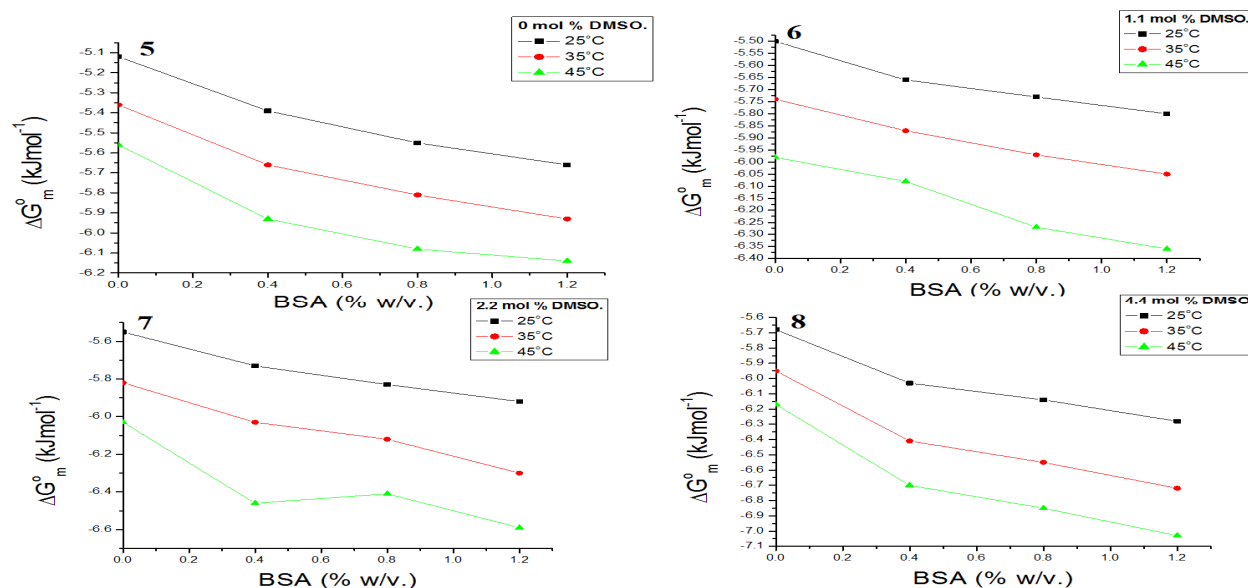 5
0 mol % DMSO.
25°C
35°C
45°C
-5.1
-5.2
-5.3
-5.4
-5.5
-5.6
-5.7
-5.8
-5.9
-6.0
-6.1
-6.2
ΔG°m (kJmol-1)
0.0 0.2 0.4 0.6 0.8 1.0 1.2
BSA (% w/v.)
6
1.1 mol % DMSO.
25°C
35°C
45°C
-5.50
-5.55
-5.60
-5.65
-5.70
-5.75
-5.80
-5.85
-5.90
-5.95
-6.00
-6.05
-6.10
-6.15
-6.20
-6.25
-6.30
-6.35
-6.40
ΔG°m (kJmol-1)
0.0 0.2 0.4 0.6 0.8 1.0 1.2
BSA (% w/v.)
7
2.2 mol % DMSO.
25°C
35°C
45°C
-5.6
-5.8
-6.0
-6.2
-6.4
-6.6
ΔG°m (kJmol-1)
0.0 0.2 0.4 0.6 0.8 1.0 1.2
BSA (% w/v.)
8
4.4 mol % DMSO.
25°C
35°C
45°C
-5.6
-5.7
-5.8
-5.9
-6.0
-6.1
-6.2
-6.3
-6.4
-6.5
-6.6
-6.7
-6.8
-6.9
-7.0
-7.1
ΔG°m (kJmol-1)
0.0 0.2 0.4 0.6 0.8 1.0 1.2
BSA (% w/v.)